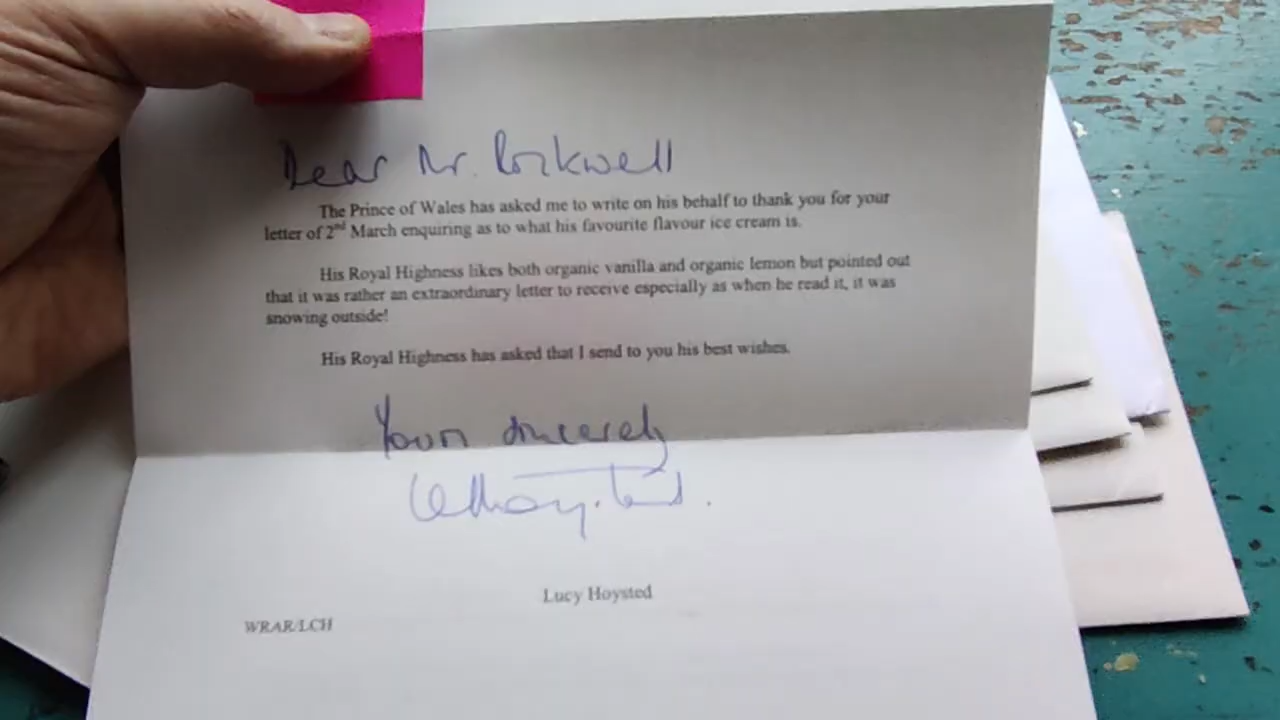 Dear Mr. Rockwell
The Prince of Wales has asked me to write on his behalf to thank you for your
letter of 2nd March enquiring as to what his favourite flavour ice cream is.
His Royal Highness likes both organic vanilla and organic lemon but pointed out
that it was rather an extraordinary letter to receive especially as when he read it, it was
snowing outside!
His Royal Highness has asked that I send to you his best wishes.
Yours sincerely
Lucy Hoysted
WRAR/LCH